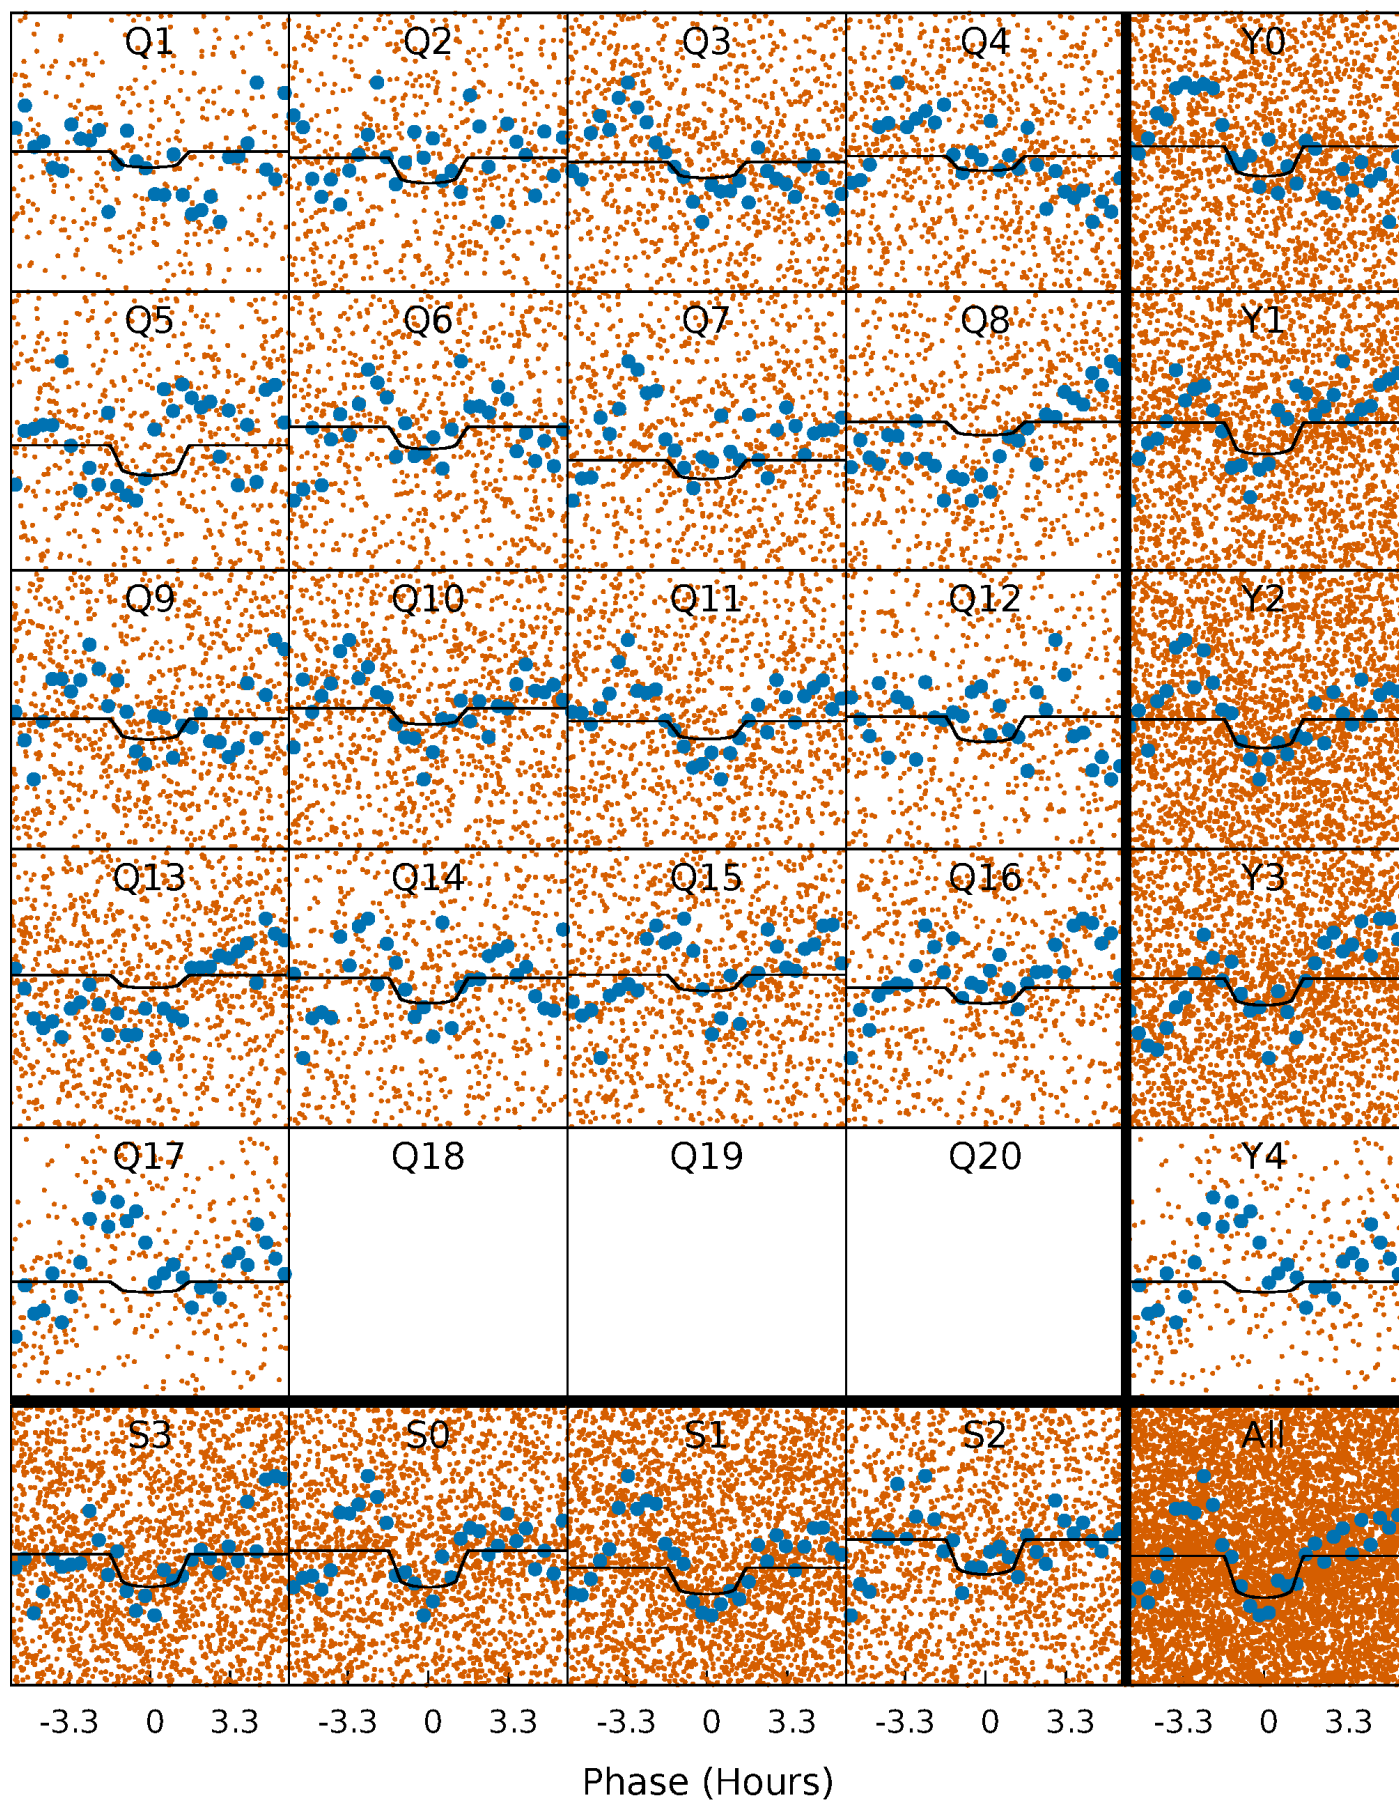 Q1 Q2 Q3 Q4 Y0
Q5 Q6 Q7 Q8 Y1
Q9 Q10 Q11 Q12 Y2
Q13 Q14 Q15 Q16 Y3
Q17 Q18 Q19 Q20 Y4
S3 S0 S1 S2 All
-3.3 0 3.3 -3.3 0 3.3 -3.3 0 3.3 -3.3 0 3.3 -3.3 0 3.3
Phase (Hours)